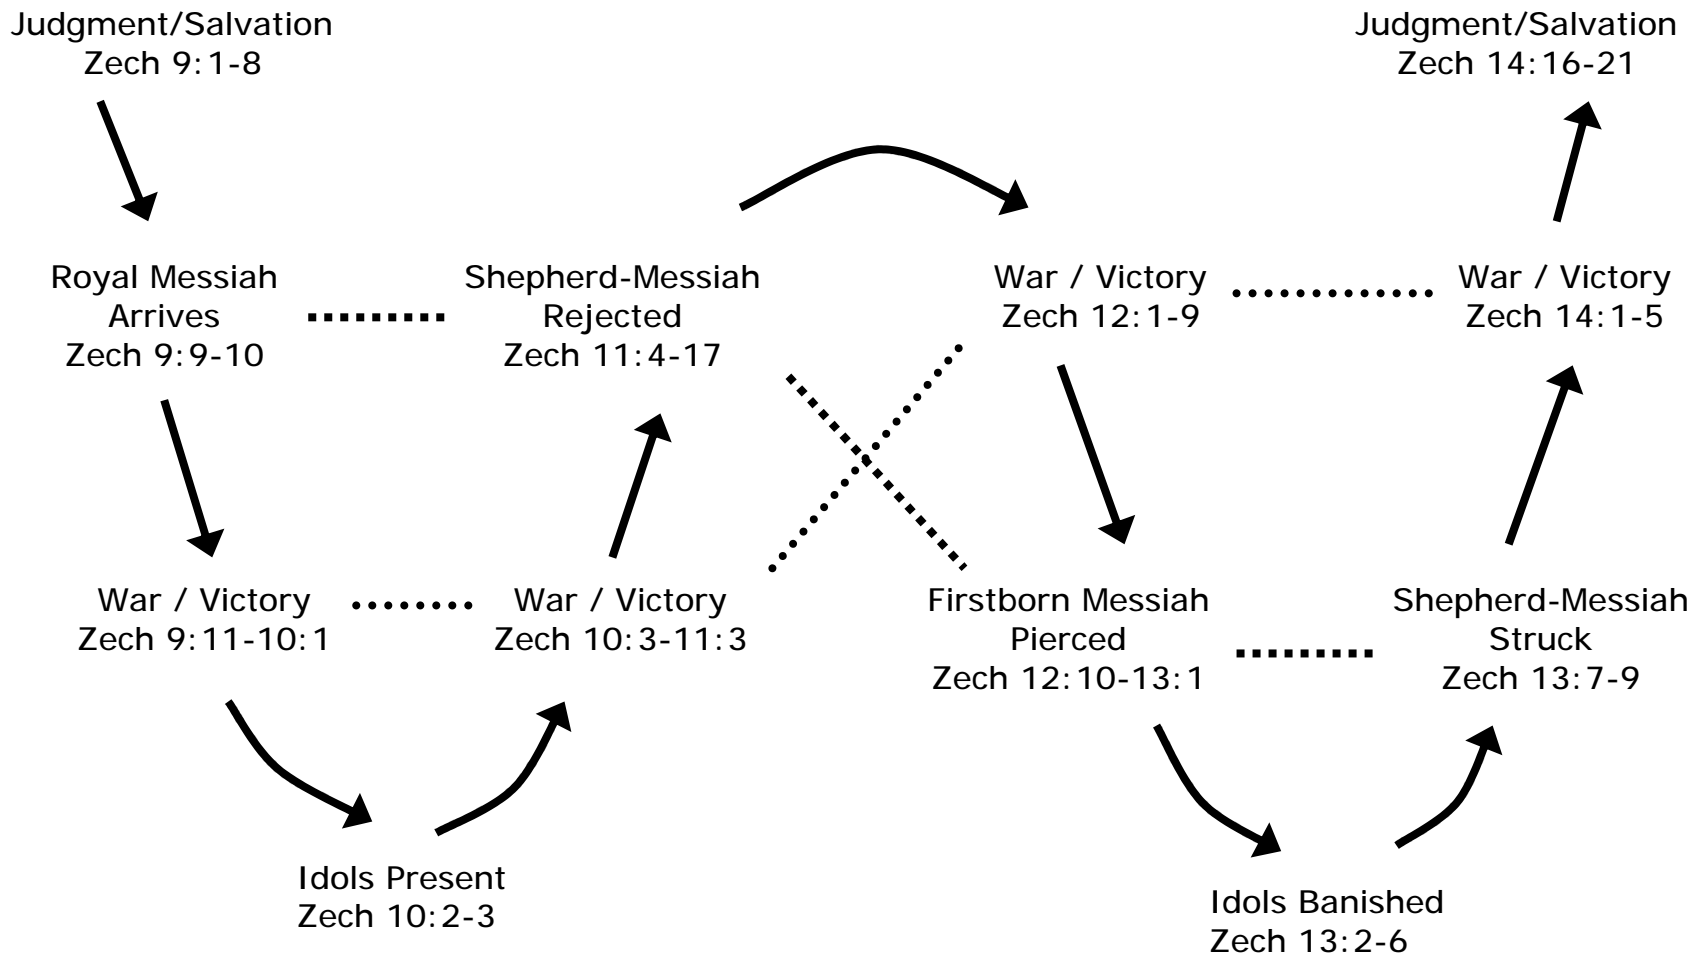 Judgment/Salvation
Zech 9:1-8
Judgment/Salvation
Zech 14:16-21
Royal Messiah
Arrives
Zech 9:9-10
Shepherd-Messiah
Rejected
Zech 11:4-17
War / Victory
Zech 12:1-9
War / Victory
Zech 14:1-5
War / Victory
Zech 9:11-10:1
War / Victory
Zech 10:3-11:3
Firstborn Messiah
Pierced
Zech 12:10-13:1
Shepherd-Messiah
Struck
Zech 13:7-9
Idols Present
Zech 10:2-3
Idols Banished
Zech 13:2-6